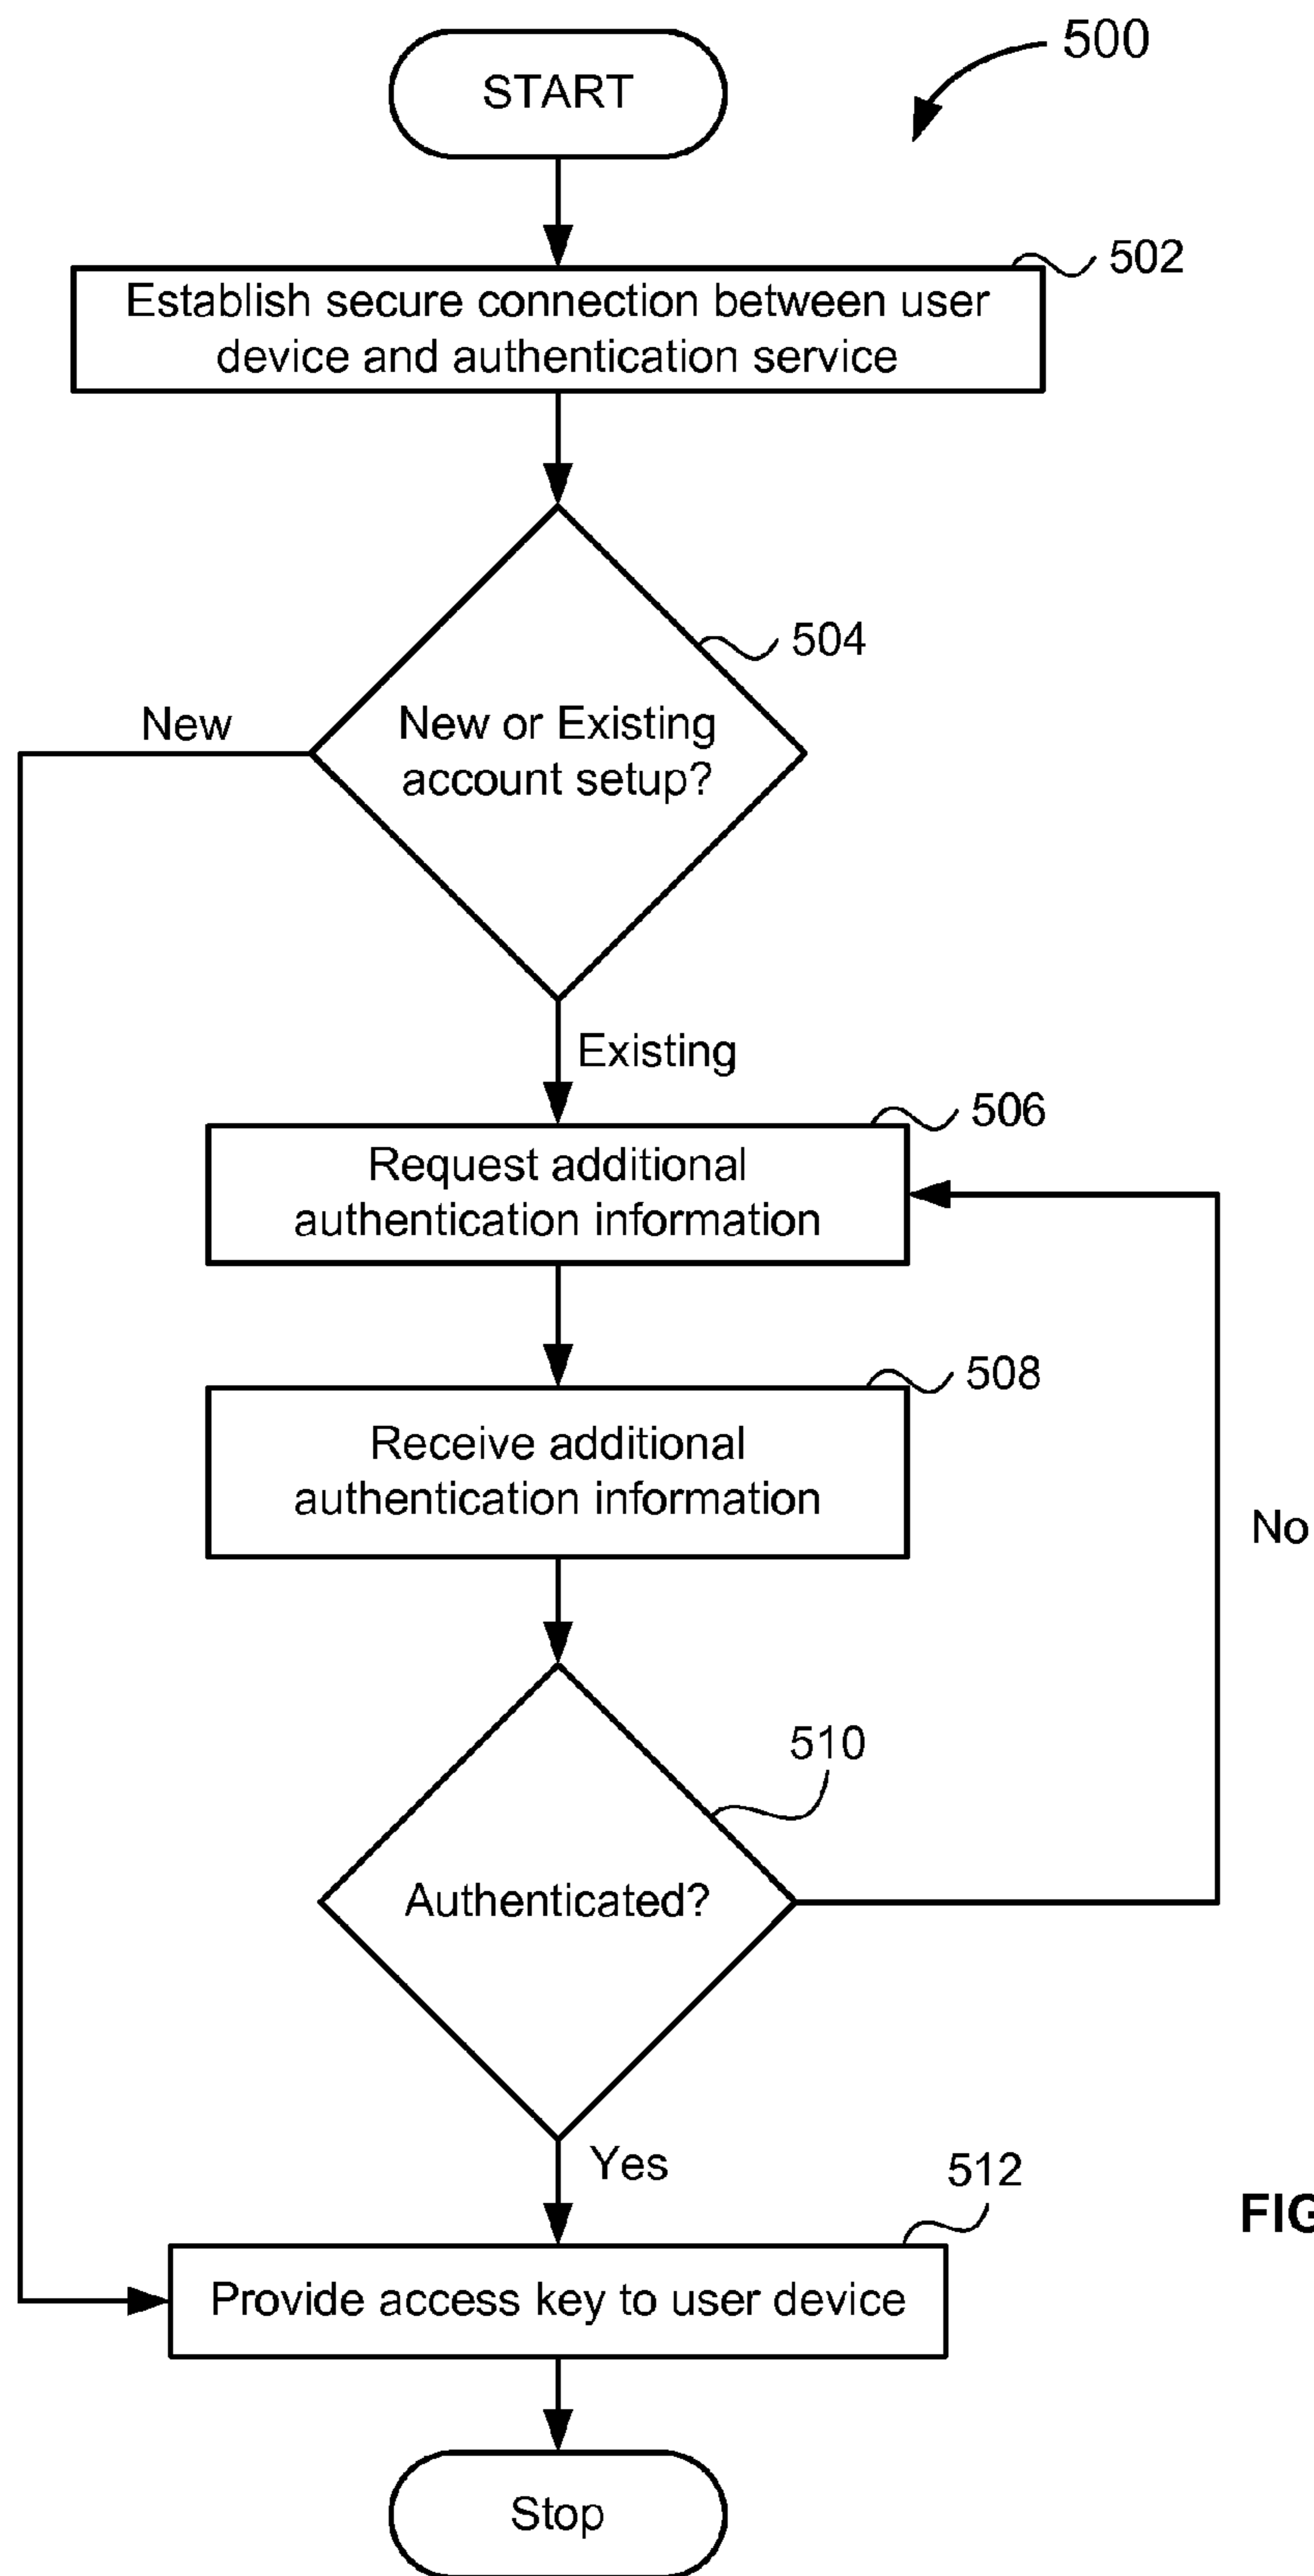 START
500
502
Establish secure connection between user
device and authentication service
504
New
New or Existing
account setup?
Existing
506
Request additional
authentication information
508
Receive additional
authentication information
No
510
Authenticated?
Yes
512
FIG
Provide access key to user device
Stop